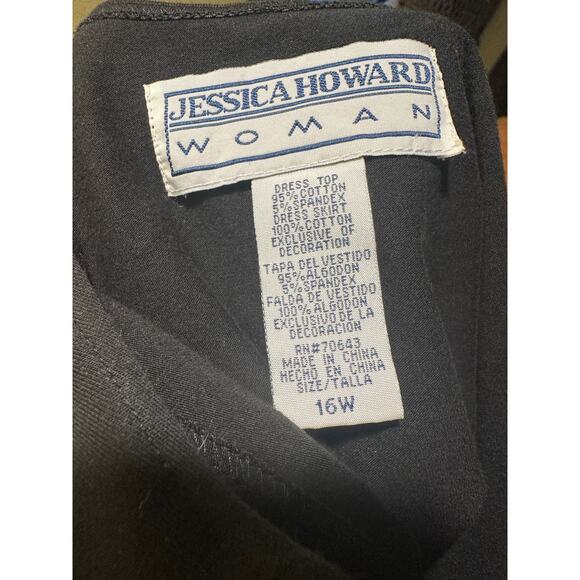 JESSICA HOWARD
WOMAN
DRESS TOP
95% COTTON
5% SPANDEX
DRESS SKIRT
100% COTTON
EXCLUSIVE OF
DECORATION
TAPA DEL VESTIDO
95% ALGODON
5% SPANDEX
FALDA DE VESTIDO
100% ALGODON
EXCLUSIVO DE LA
DECORACION
RN#70643
MADE IN CHINA
HECHO EN CHINA
SIZE/TALLA
16W